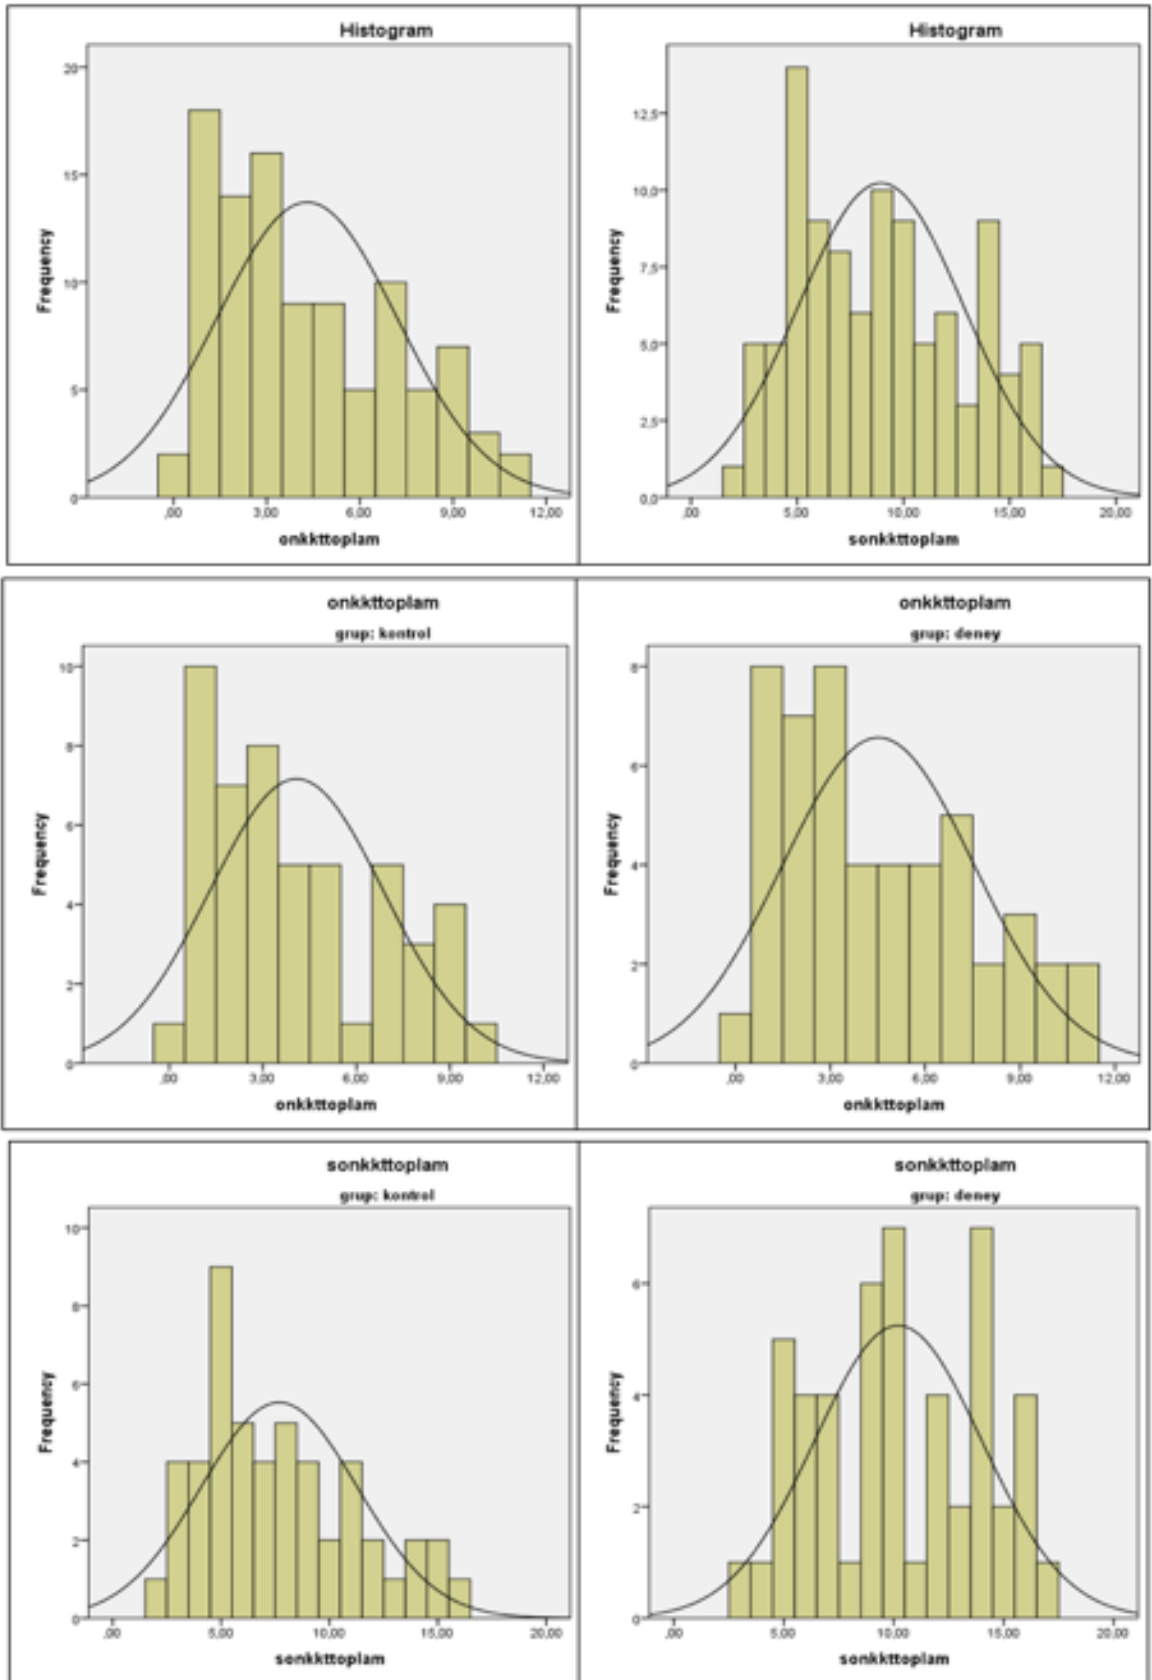 Histogram
20
15
10
5
0
Frequency
,00 3,00 6,00 9,00 12,00
onkkttoplam
Histogram
12,5
10,0
7,5
5,0
2,5
0,0
Frequency
,00 5,00 10,00 15,00 20,00
sonkkttoplam
onkkttoplam
grup: kontrol
10
8
6
4
2
0
Frequency
,00 3,00 6,00 9,00 12,00
onkkttoplam
onkkttoplam
grup: deney
8
6
4
2
0
Frequency
,00 3,00 6,00 9,00 12,00
onkkttoplam
sonkkttoplam
grup: kontrol
10
8
6
4
2
0
Frequency
,00 5,00 10,00 15,00 20,00
sonkkttoplam
sonkkttoplam
grup: deney
6
4
2
0
Frequency
,00 5,00 10,00 15,00 20,00
sonkkttoplam